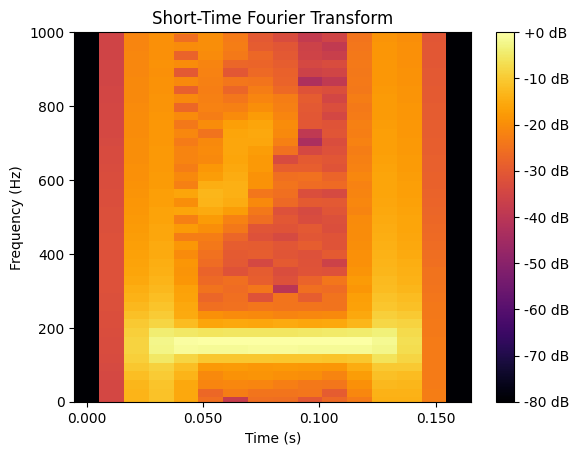 Short-Time Fourier Transform
1000
800
600
400
200
0
Frequency (Hz)
0.000
0.050
0.100
0.150
Time (s)
+0 dB
-10 dB
-20 dB
-30 dB
-40 dB
-50 dB
-60 dB
-70 dB
-80 dB